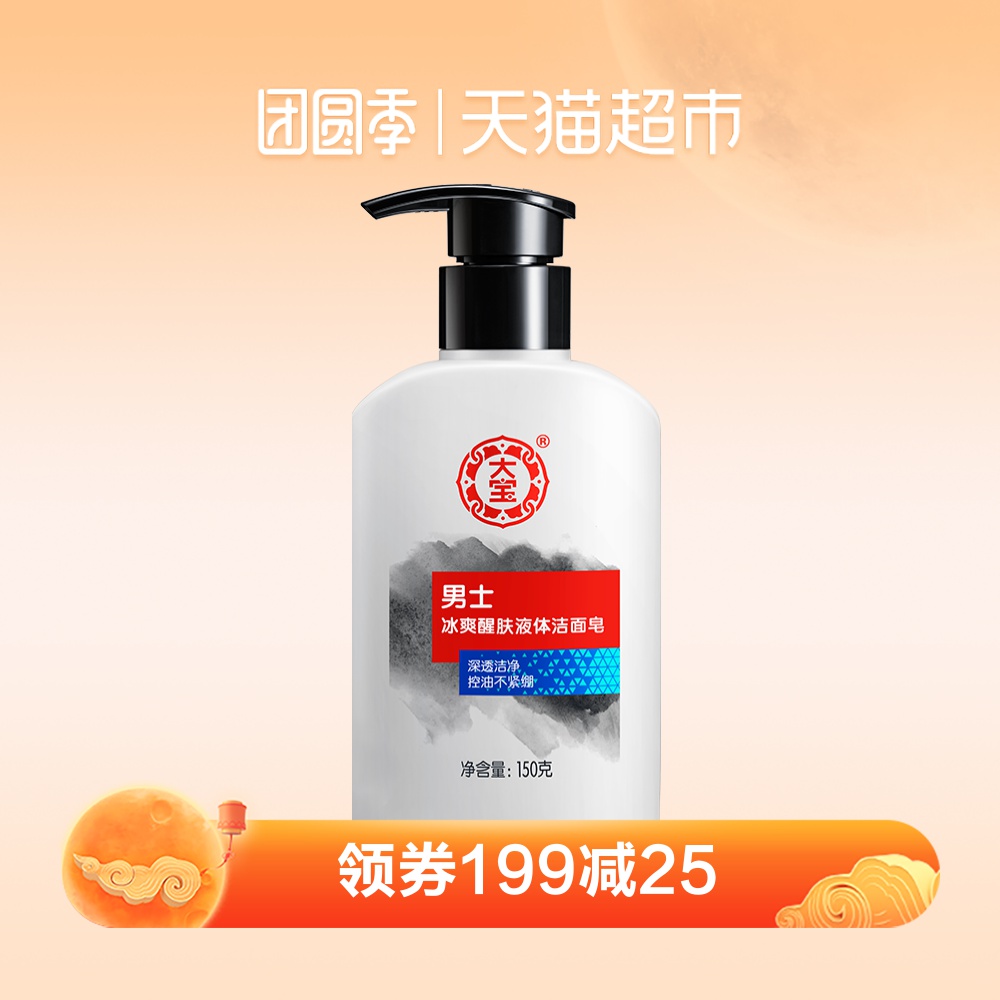 团圆季|天猫超市
大宝®
男士
冰爽醒肤液体洁面皂
深透洁净
控油不紧绷
净含量：150克
领券199减25